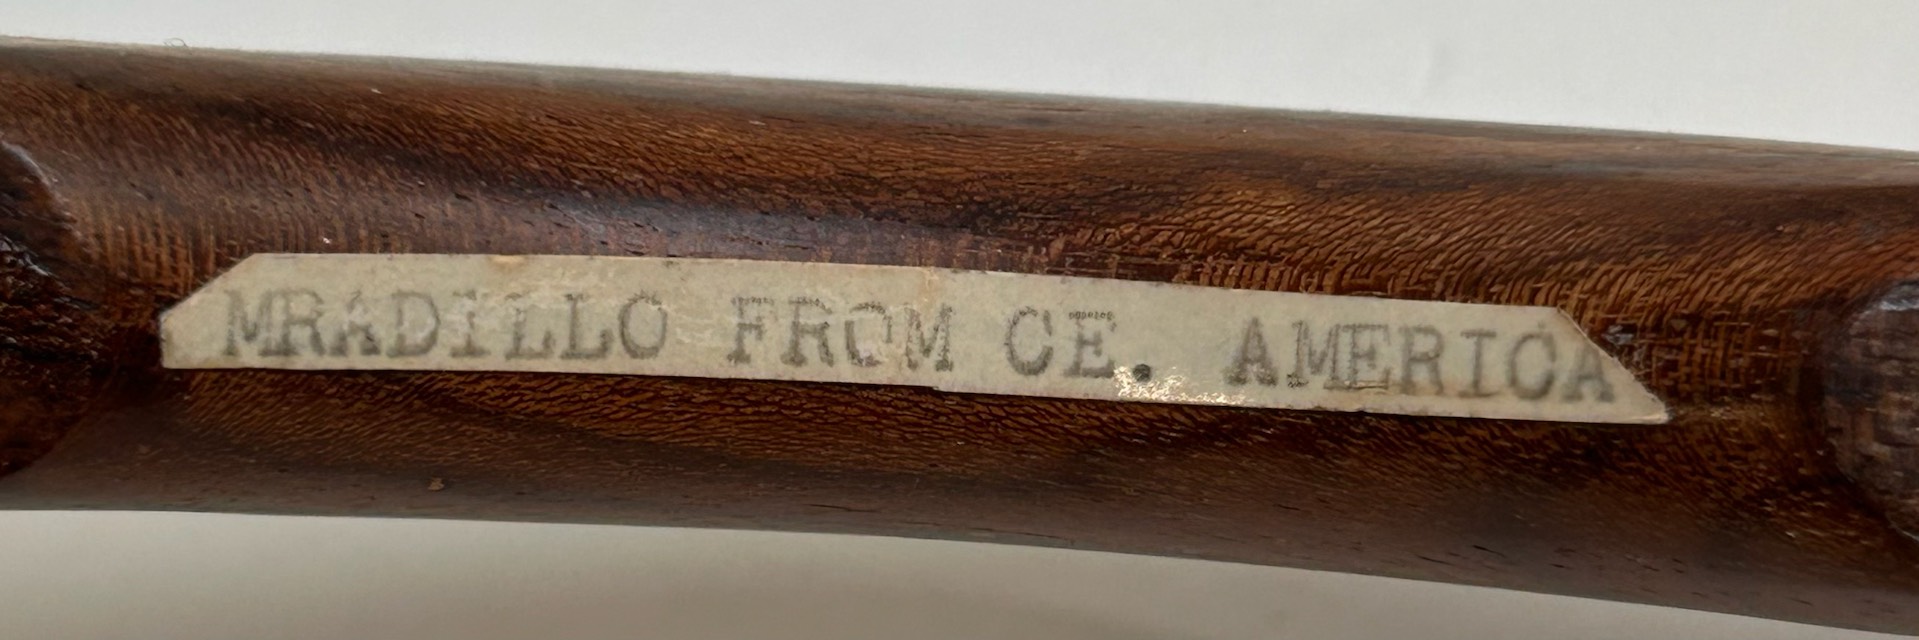 MRADILLO FROM CE. AMERICA